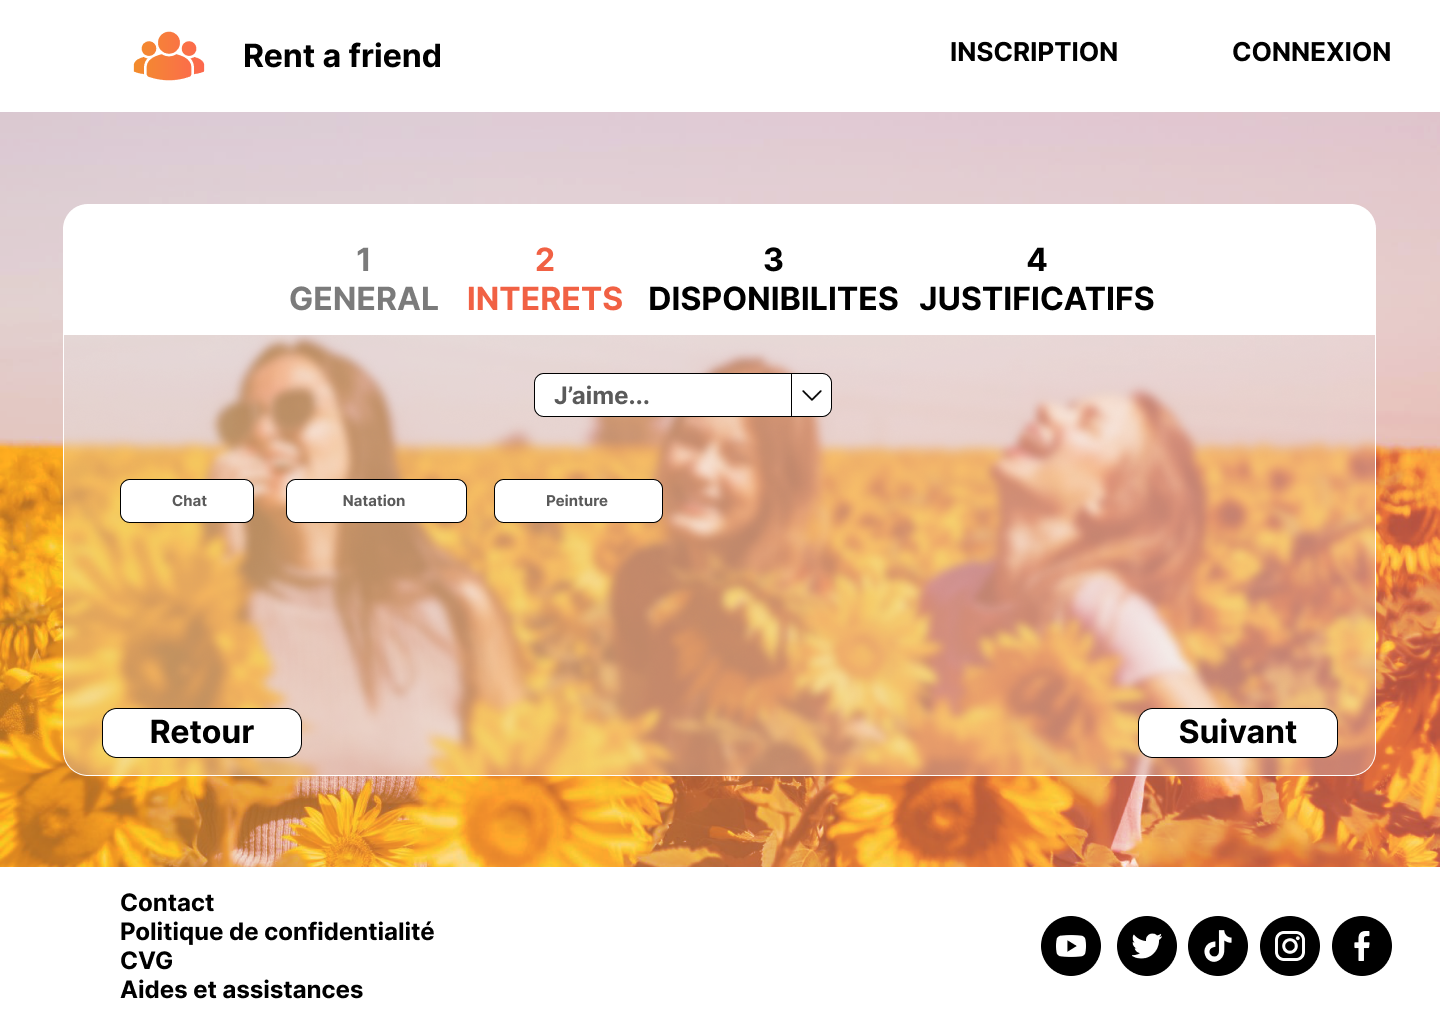 Rent a friend
INSCRIPTION
CONNEXION
1
GENERAL
2
INTERETS
3
DISPONIBILITES
4
JUSTIFICATIFS
J’aime...
Chat
Natation
Peinture
Retour
Suivant
Contact
Politique de confidentialité
CVG
Aides et assistances